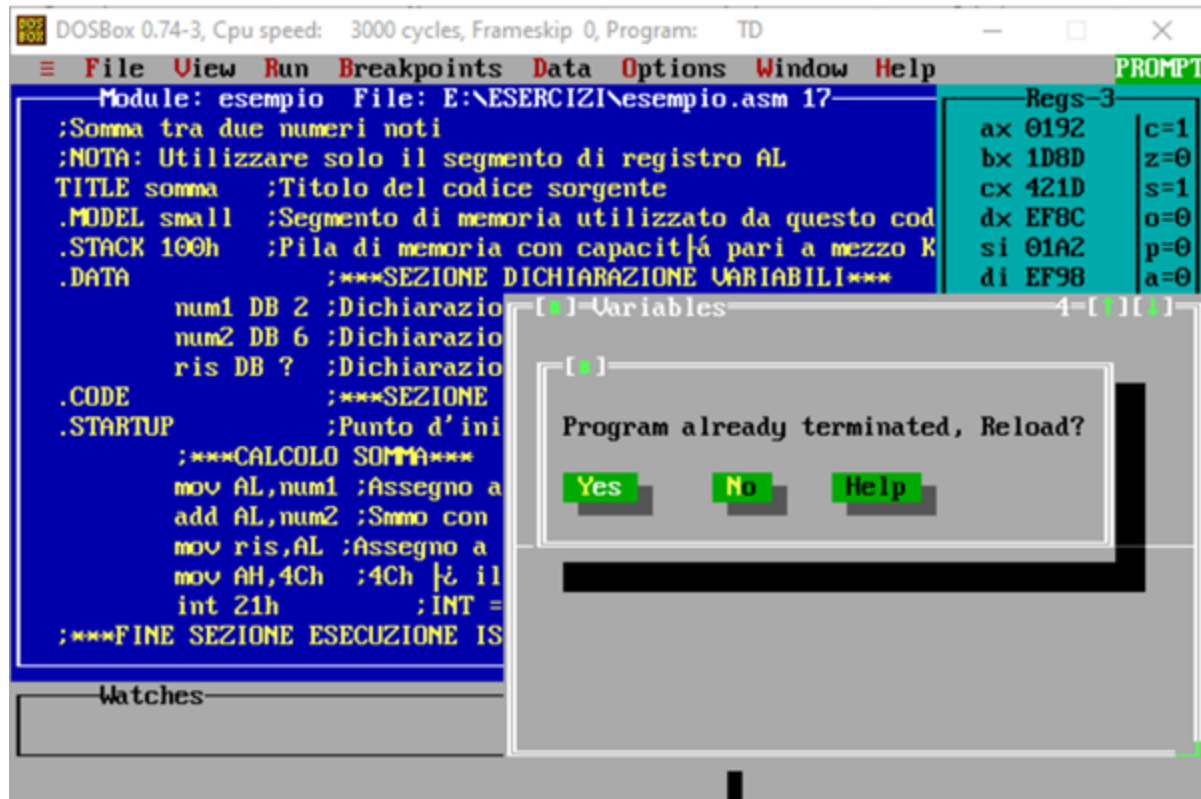 DOSBox 0.74-3, Cpu speed: 3000 cycles, Frameskip 0, Program: TD
≡ File View Run Breakpoints Data Options Window Help PROMPT
Module: esempio File: E:\ESERCIZI\esempio.asm 17
;Somma tra due numeri noti
;NOTA: Utilizzare solo il segmento di registro AL
TITLE somma ;Titolo del codice sorgente
.MODEL small ;Segmento di memoria utilizzato da questo cod
.STACK 100h ;Pila di memoria con capacit├á pari a mezzo K
.DATA ;***SEZIONE DICHIARAZIONE VARIABILI***
num1 DB 2 ;Dichiarazio
num2 DB 6 ;Dichiarazio
ris DB ? ;Dichiarazio
.CODE ;***SEZIONE
.STARTUP ;Punto d'ini
;***CALCOLO SOMMA***
mov AL,num1 ;Assegno a
add AL,num2 ;Smmo con
mov ris,AL ;Assegno a
mov AH,4Ch ;4Ch ├¿ il
int 21h ;INT =
;***FINE SEZIONE ESECUZIONE IS
Regs 3
ax 0192 c=1
bx 1D8D z=0
cx 421D s=1
dx EF8C o=0
si 01A2 p=0
di EF98 a=0
[■]=Variables 4=[↑][↓]
[■]
Program already terminated, Reload?
Yes No Help
Watches